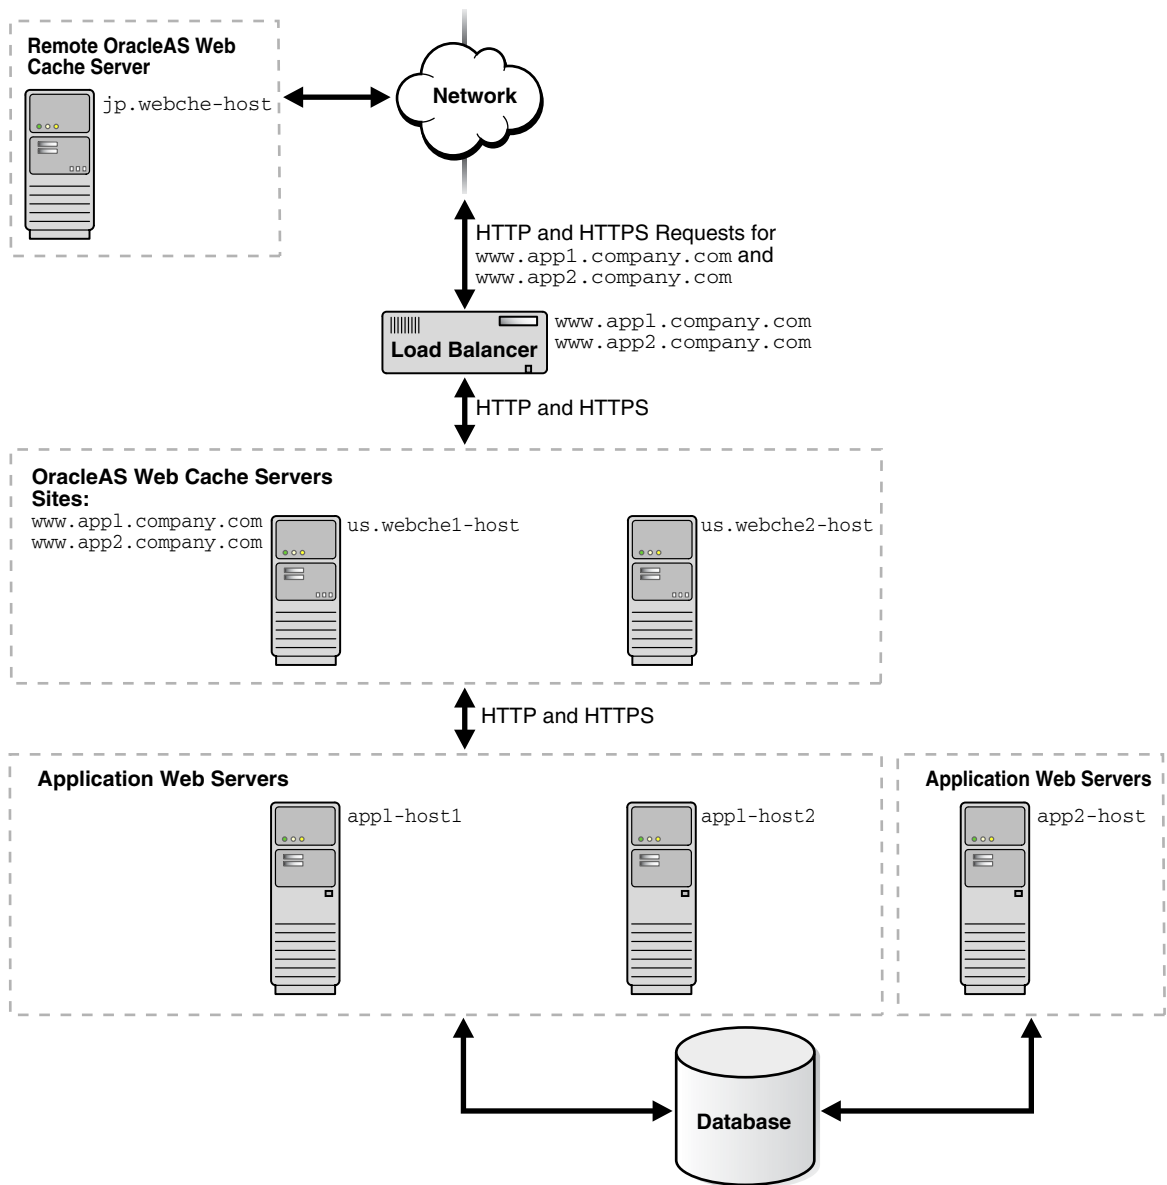 Remote OracleAS Web
Cache Server
jp.webche-host
Network
HTTP and HTTPS Requests for
www.app1.company.com and
www.app2.company.com
www.app1.company.com
www.app2.company.com
Load Balancer
HTTP and HTTPS
OracleAS Web Cache Servers
Sites:
www.app1.company.com
www.app2.company.com
us.webche1-host
us.webche2-host
HTTP and HTTPS
Application Web Servers
app1-host1
app1-host2
Application Web Servers
app2-host
Database